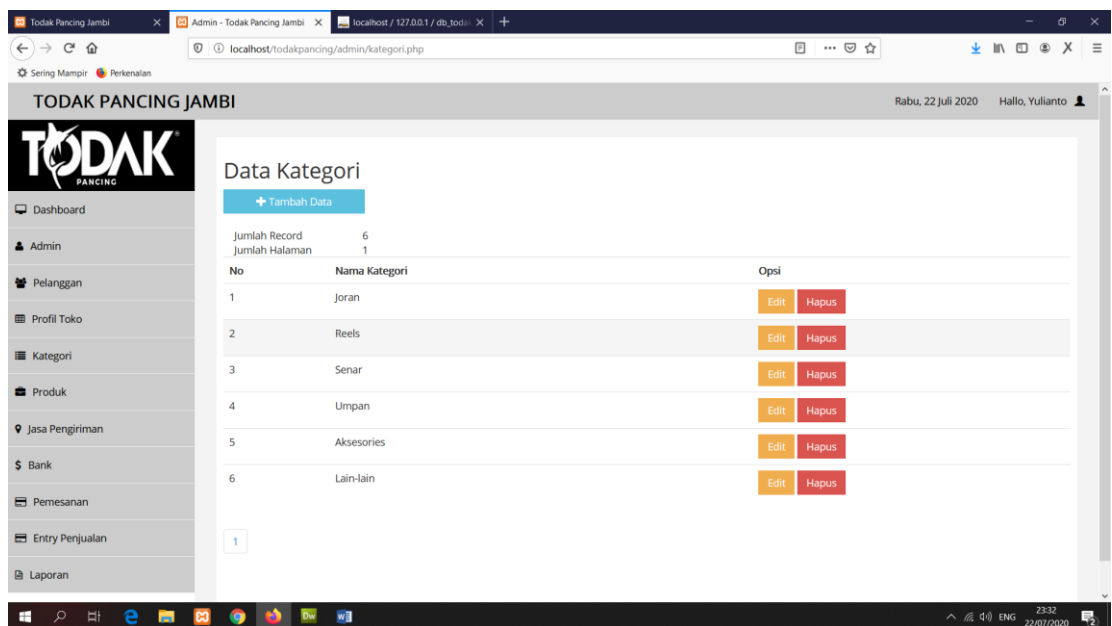 Todak Pancing Jambi
Admin - Todak Pancing Jambi
localhost / 127.0.0.1 / db_todak
localhost/todakpancing/admin/kategori.php
Sering Mampir Perkenalan
TODAK PANCING JAMBI
Rabu, 22 Juli 2020 Hallo, Yulianto
TODAK®
PANCING
Dashboard
Admin
Pelanggan
Profil Toko
Kategori
Produk
Jasa Pengiriman
$ Bank
Pemesanan
Entry Penjualan
Laporan
Data Kategori
+ Tambah Data
Jumlah Record 6
Jumlah Halaman 1
No Nama Kategori Opsi
1 Joran Edit Hapus
2 Reels Edit Hapus
3 Senar Edit Hapus
4 Umpan Edit Hapus
5 Aksesories Edit Hapus
6 Lain-lain Edit Hapus
1
Dw
ENG
23:32
22/07/2020
2